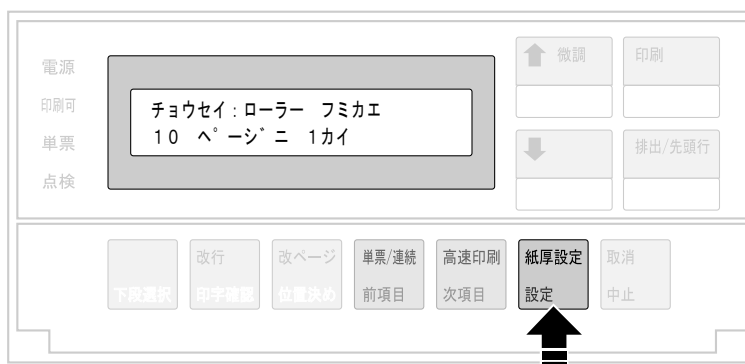 電源
印刷可
単票
点検
チョウセイ:ローラー フミカエ
10 ページニ 1カイ
微調
印刷
排出/先頭行
下段選択
改行
印字確認
改ページ
位置決め
単票/連続
前項目
高速印刷
次項目
紙厚設定
設定
取消
中止